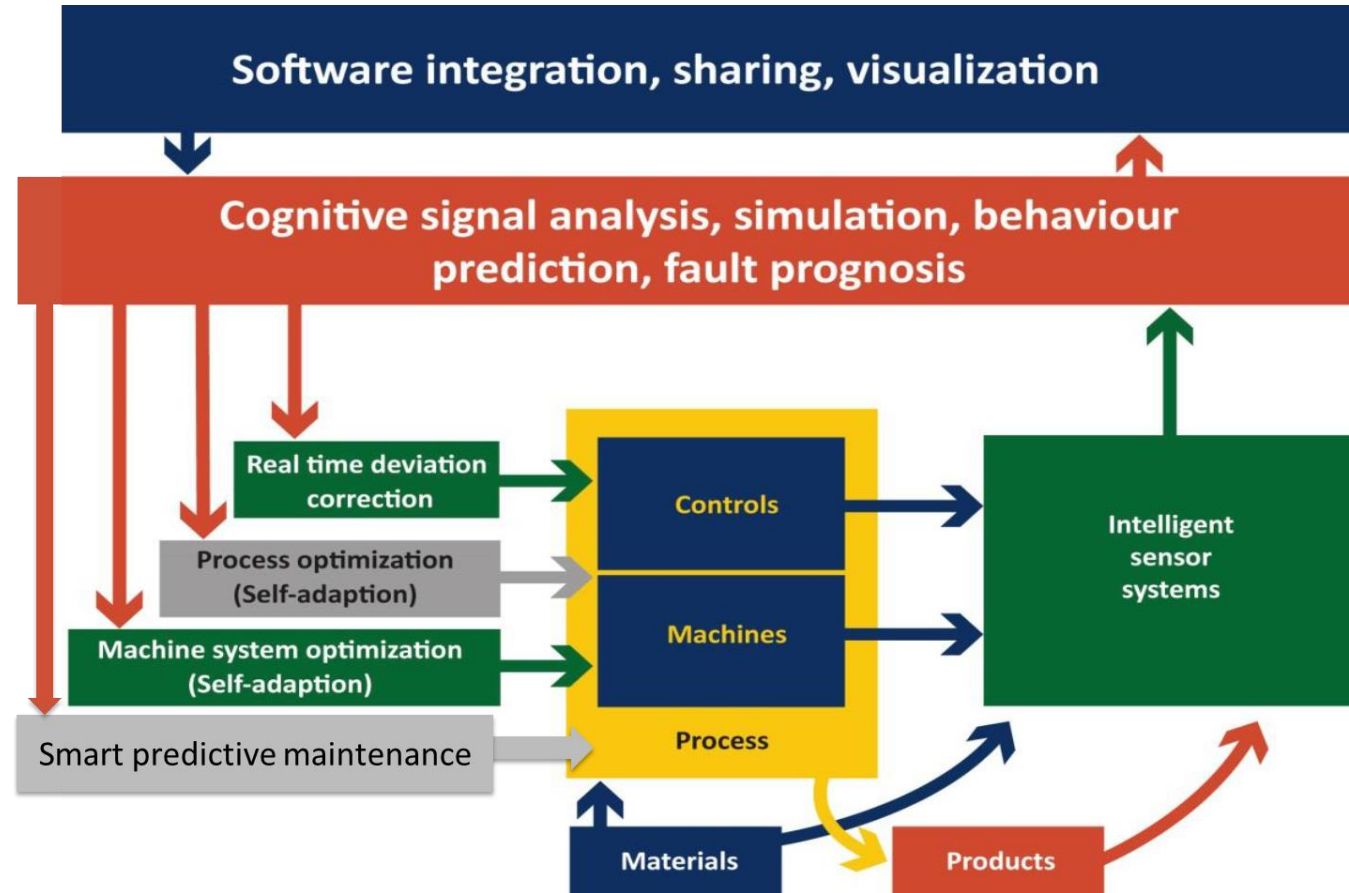 Software integration, sharing, visualization
Cognitive signal analysis, simulation, behaviour
prediction, fault prognosis
Real time deviation
correction
Process optimization
(Self-adaption)
Machine system optimization
(Self-adaption)
Smart predictive maintenance
Controls
Machines
Process
Intelligent
sensor
systems
Materials
Products